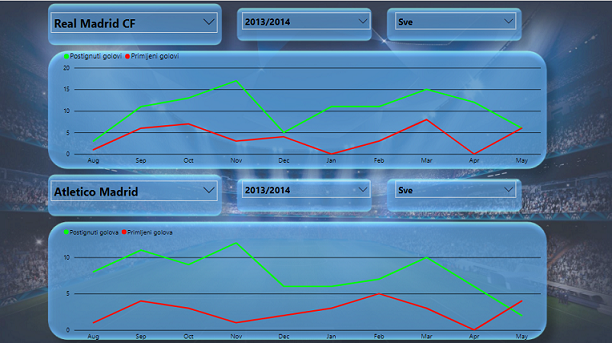 Real Madrid CF 2013/2014 Sve
Postignuti golovi Primljeni golovi
20
15
10
5
0
Aug Sep Oct Nov Dec Jan Feb Mar Apr May
Atletico Madrid 2013/2014 Sve
Postignuti golova Primljeni golova
10
5
0
Aug Sep Oct Nov Dec Jan Feb Mar Apr May